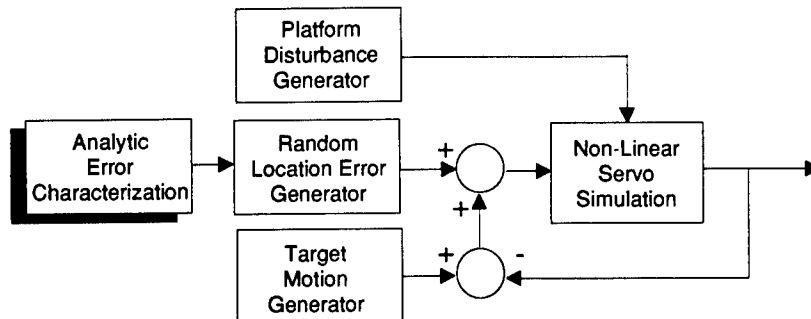 Platform
Disturbance
Generator
Analytic
Error
Characterization
Random
Location Error
Generator
+
+
Non-Linear
Servo
Simulation
Target
Motion
Generator
+
-